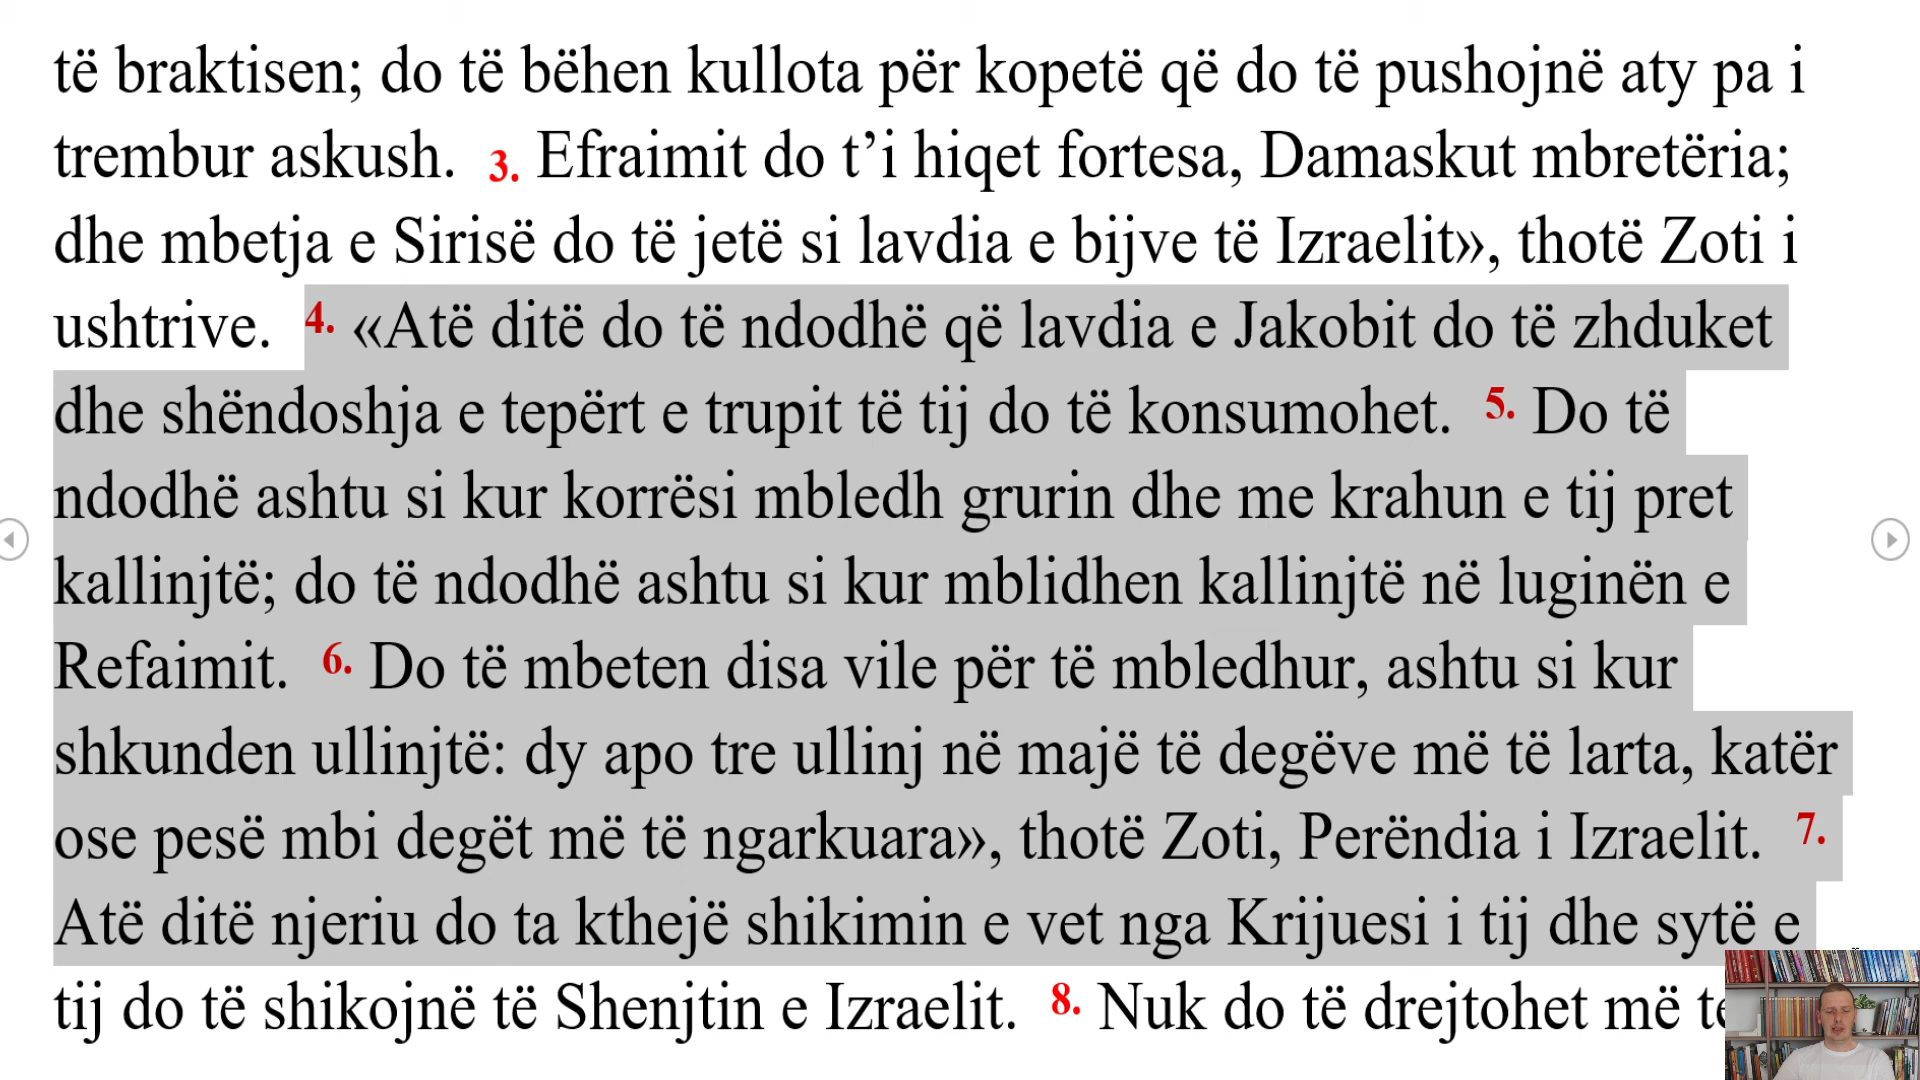 të braktisen; do të bëhen kullota për kopetë që do të pushojnë aty pa i
trembur askush. 3. Efraimit do t’i hiqet fortesa, Damaskut mbretëria;
dhe mbetja e Sirisë do të jetë si lavdia e bijve të Izraelit», thotë Zoti i
ushtrive. 4. «Atë ditë do të ndodhë që lavdia e Jakobit do të zhduket
dhe shëndoshja e tepërt e trupit të tij do të konsumohet. 5. Do të
ndodhë ashtu si kur korrësi mbledh grurin dhe me krahun e tij pret
kallinjtë; do të ndodhë ashtu si kur mblidhen kallinjtë në luginën e
Refaimit. 6. Do të mbeten disa vile për të mbledhur, ashtu si kur
shkunden ullinjtë: dy apo tre ullinj në majë të degëve më të larta, katër
ose pesë mbi degët më të ngarkuara», thotë Zoti, Perëndia i Izraelit. 7.
Atë ditë njeriu do ta kthejë shikimin e vet nga Krijuesi i tij dhe sytë e
tij do të shikojnë të Shenjtin e Izraelit. 8. Nuk do të drejtohet më